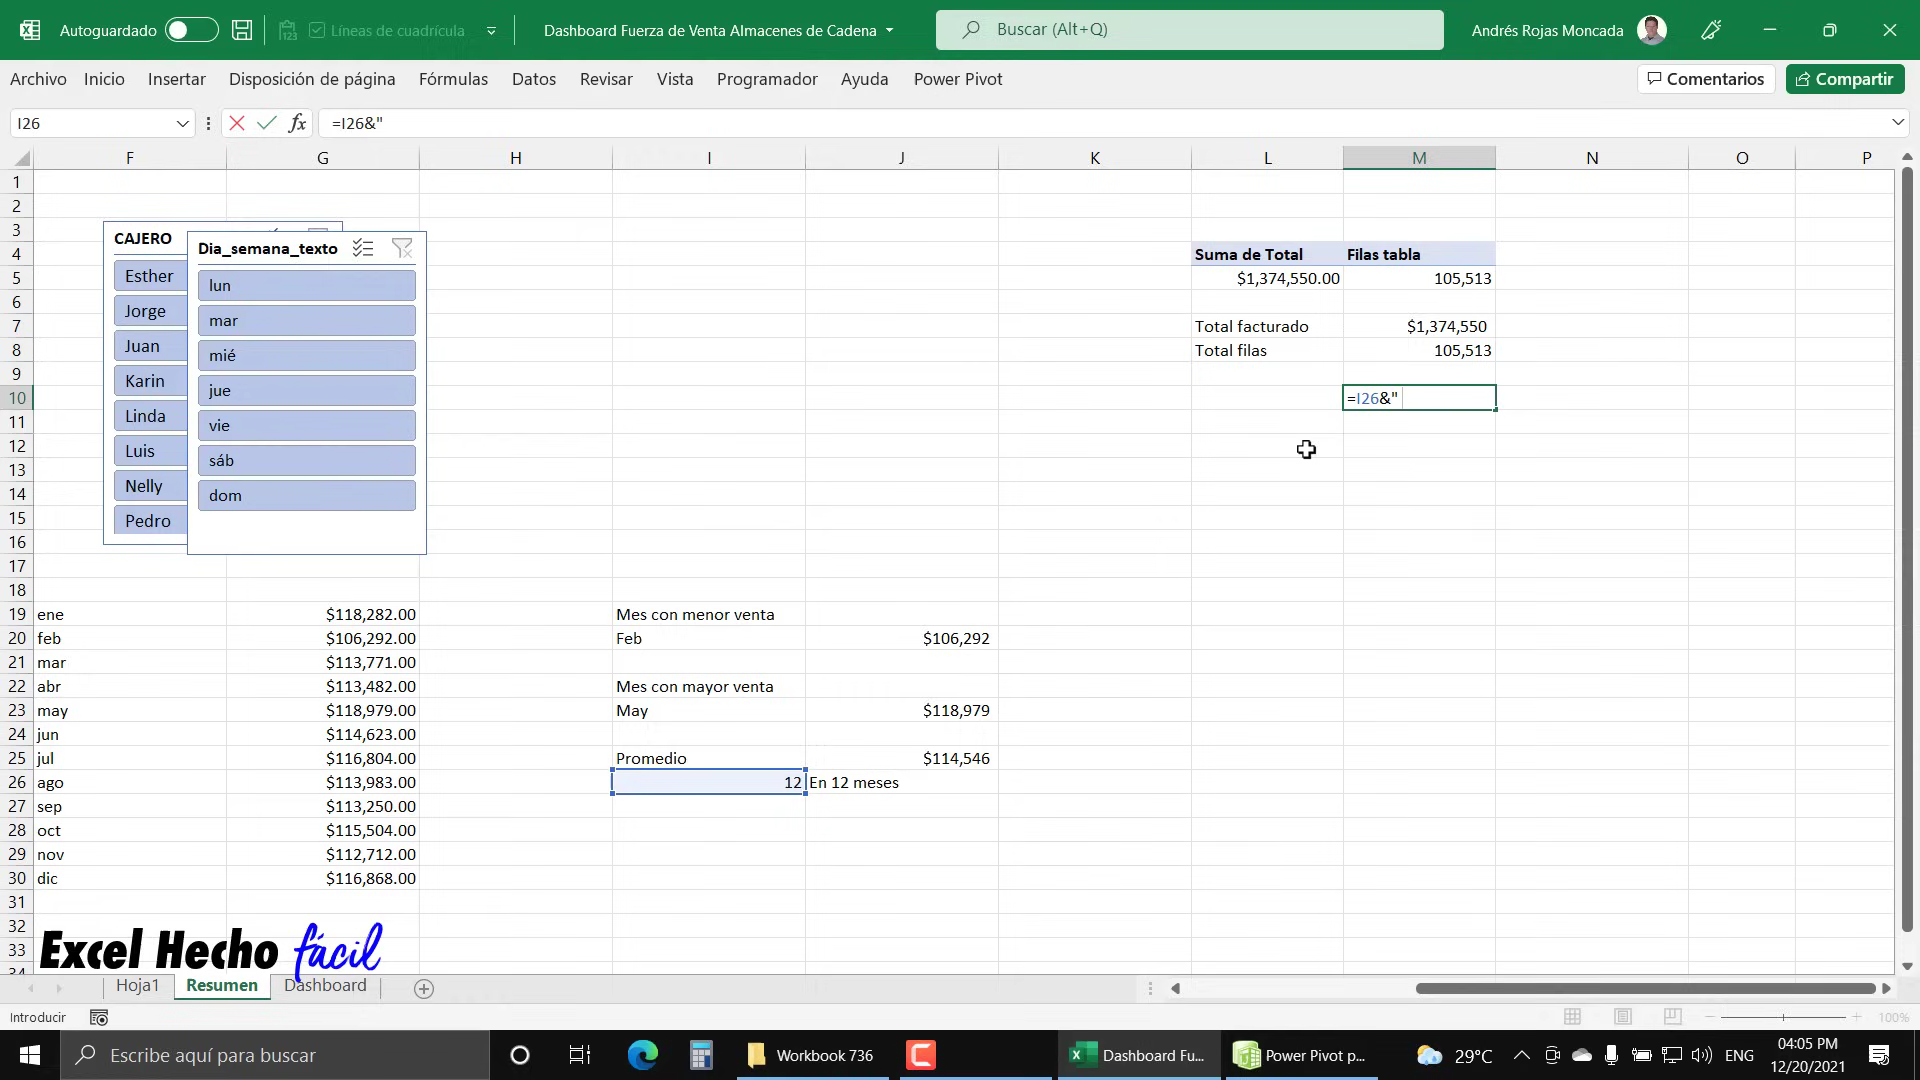 Autoguardado
Líneas de cuadrícula
Dashboard Fuerza de Venta Almacenes de Cadena
Buscar (Alt+Q)
Andrés Rojas Moncada
Archivo Inicio Insertar Disposición de página Fórmulas Datos Revisar Vista Programador Ayuda Power Pivot
Comentarios
Compartir
I26
fx
=I26&"
F G H I J K L M N O P
1
2
3
4 Suma de Total Filas tabla
5 $1,374,550.00 105,513
6
7 Total facturado $1,374,550
8 Total filas 105,513
9
10 =I26&"
11
12
13
14
15
16
17
18
CAJERO
Esther
Jorge
Juan
Karin
Linda
Luis
Nelly
Pedro
Dia_semana_texto
lun
mar
mié
jue
vie
sáb
dom
19 ene $118,282.00 Mes con menor venta
20 feb $106,292.00 Feb $106,292
21 mar $113,771.00
22 abr $113,482.00 Mes con mayor venta
23 may $118,979.00 May $118,979
24 jun $114,623.00
25 jul $116,804.00 Promedio $114,546
26 ago $113,983.00 12 En 12 meses
27 sep $113,250.00
28 oct $115,504.00
29 nov $112,712.00
30 dic $116,868.00
31
32
33
34
Excel Hecho fácil
Hoja1 Resumen Dashboard
Introducir
100%
Escribe aquí para buscar
Workbook 736
Dashboard Fu...
Power Pivot p...
29°C
ENG
04:05 PM
12/20/2021